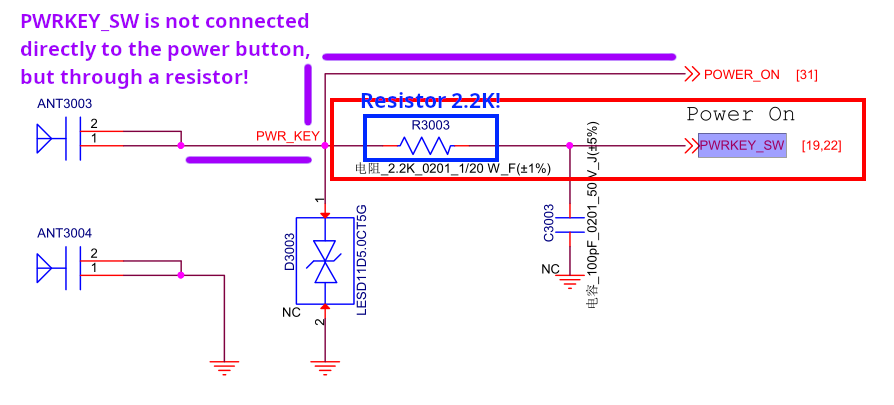 PWRKEY_SW is not connected
directly to the power button,
but through a resistor!
POWER_ON [31]
Resistor 2.2K!
ANT3003
2
1
PWR_KEY
R3003
Power On
PWRKEY_SW [19,22]
电阻_2.2K_0201_1/20 W_F(±1%)
1
D3003
LESD11D5.0CT5G
NC
2
C3003
电容_100pF_0201_50 V_J(±5%)
NC
ANT3004
2
1